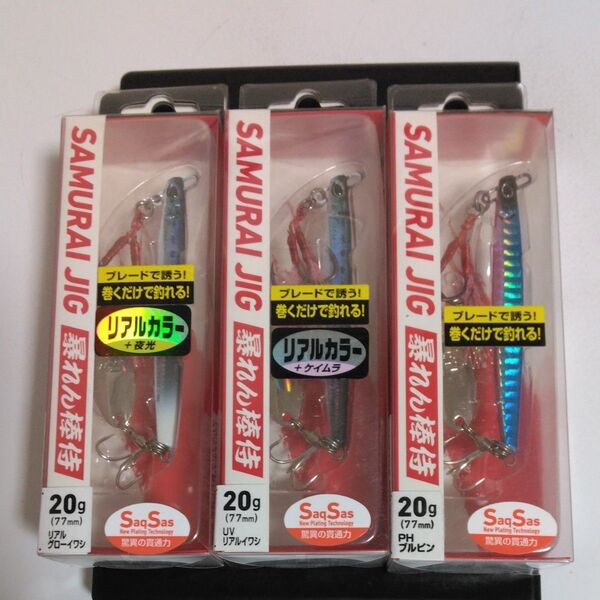 SAMURAI JIG
暴れん棒侍
ブレードで誘う!
巻くだけで釣れる!
リアルカラー
+夜光
20g
(77mm)
リアル
グローイワシ
SaqSas
New Plating Technology
驚異の貫通力
SAMURAI JIG
暴れん棒侍
ブレードで誘う!
巻くだけで釣れる!
リアルカラー
+ケイムラ
20g
(77mm)
UV
リアルイワシ
SaqSas
New Plating Technology
驚異の貫通力
SAMURAI JIG
暴れん棒侍
ブレードで誘う!
巻くだけで釣れる!
20g
(77mm)
PH
ブルピン
SaqSas
New Plating Technology
驚異の貫通力